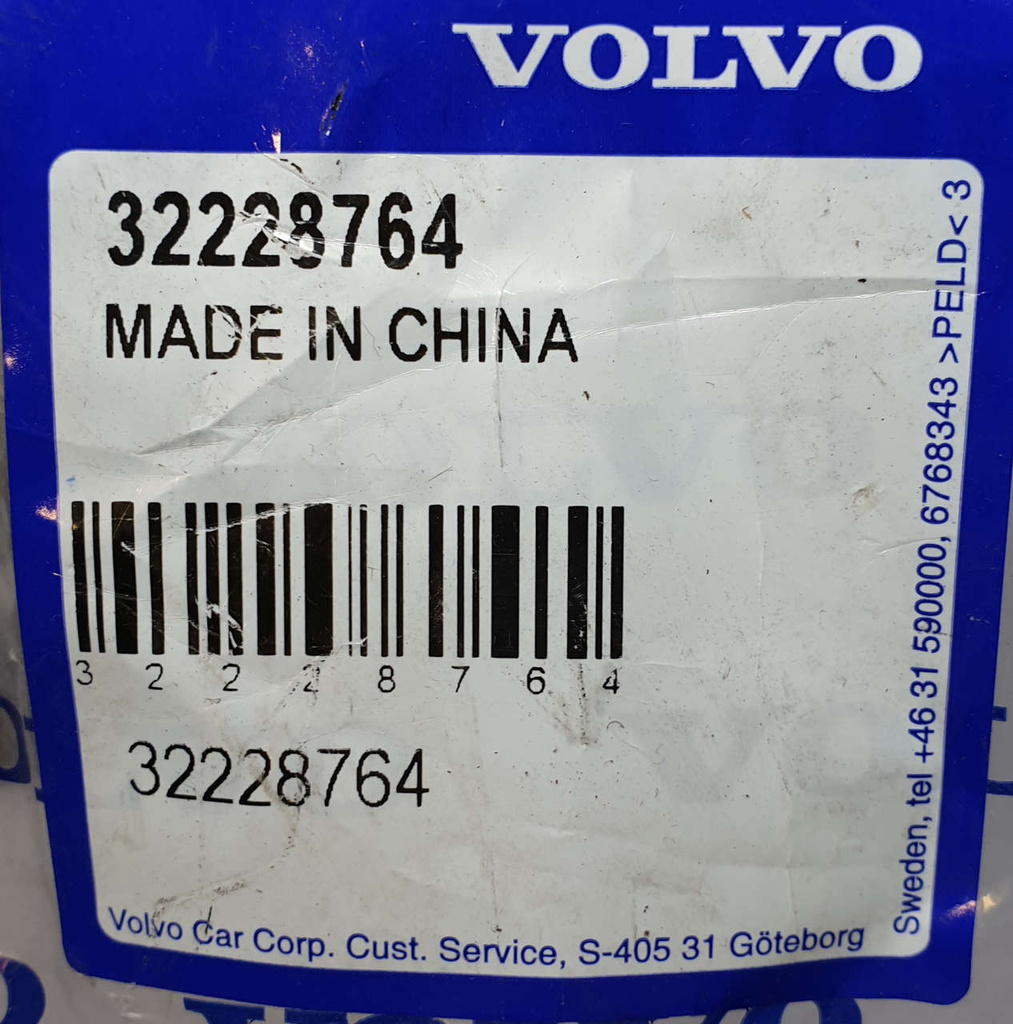 VOLVO
32228764
MADE IN CHINA
3 2 2 2 8 7 6 4
32228764
Volvo Car Corp. Cust. Service, S-405 31 Göteborg
Sweden, tel +46 31 590000, 6768343 >PELD< 3